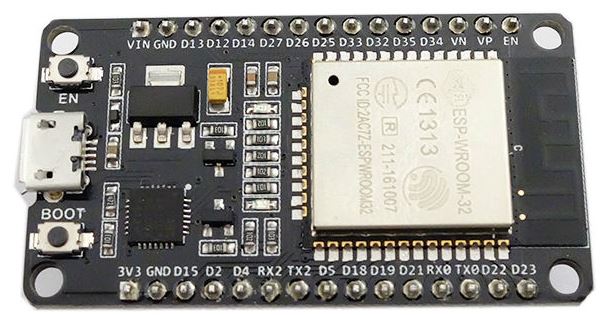 VIN GND D13 D12 D14 D27 D26 D25 D33 D32 D35 D34 VN VP EN
EN
BOOT
ESP-WROOM-32
CE1313
R 211-161007
FCC ID:2AC7Z-ESPWROOM32
3V3 GND D15 D2 D4 RX2 TX2 D5 D18 D19 D21 RX0 TX0 D22 D23